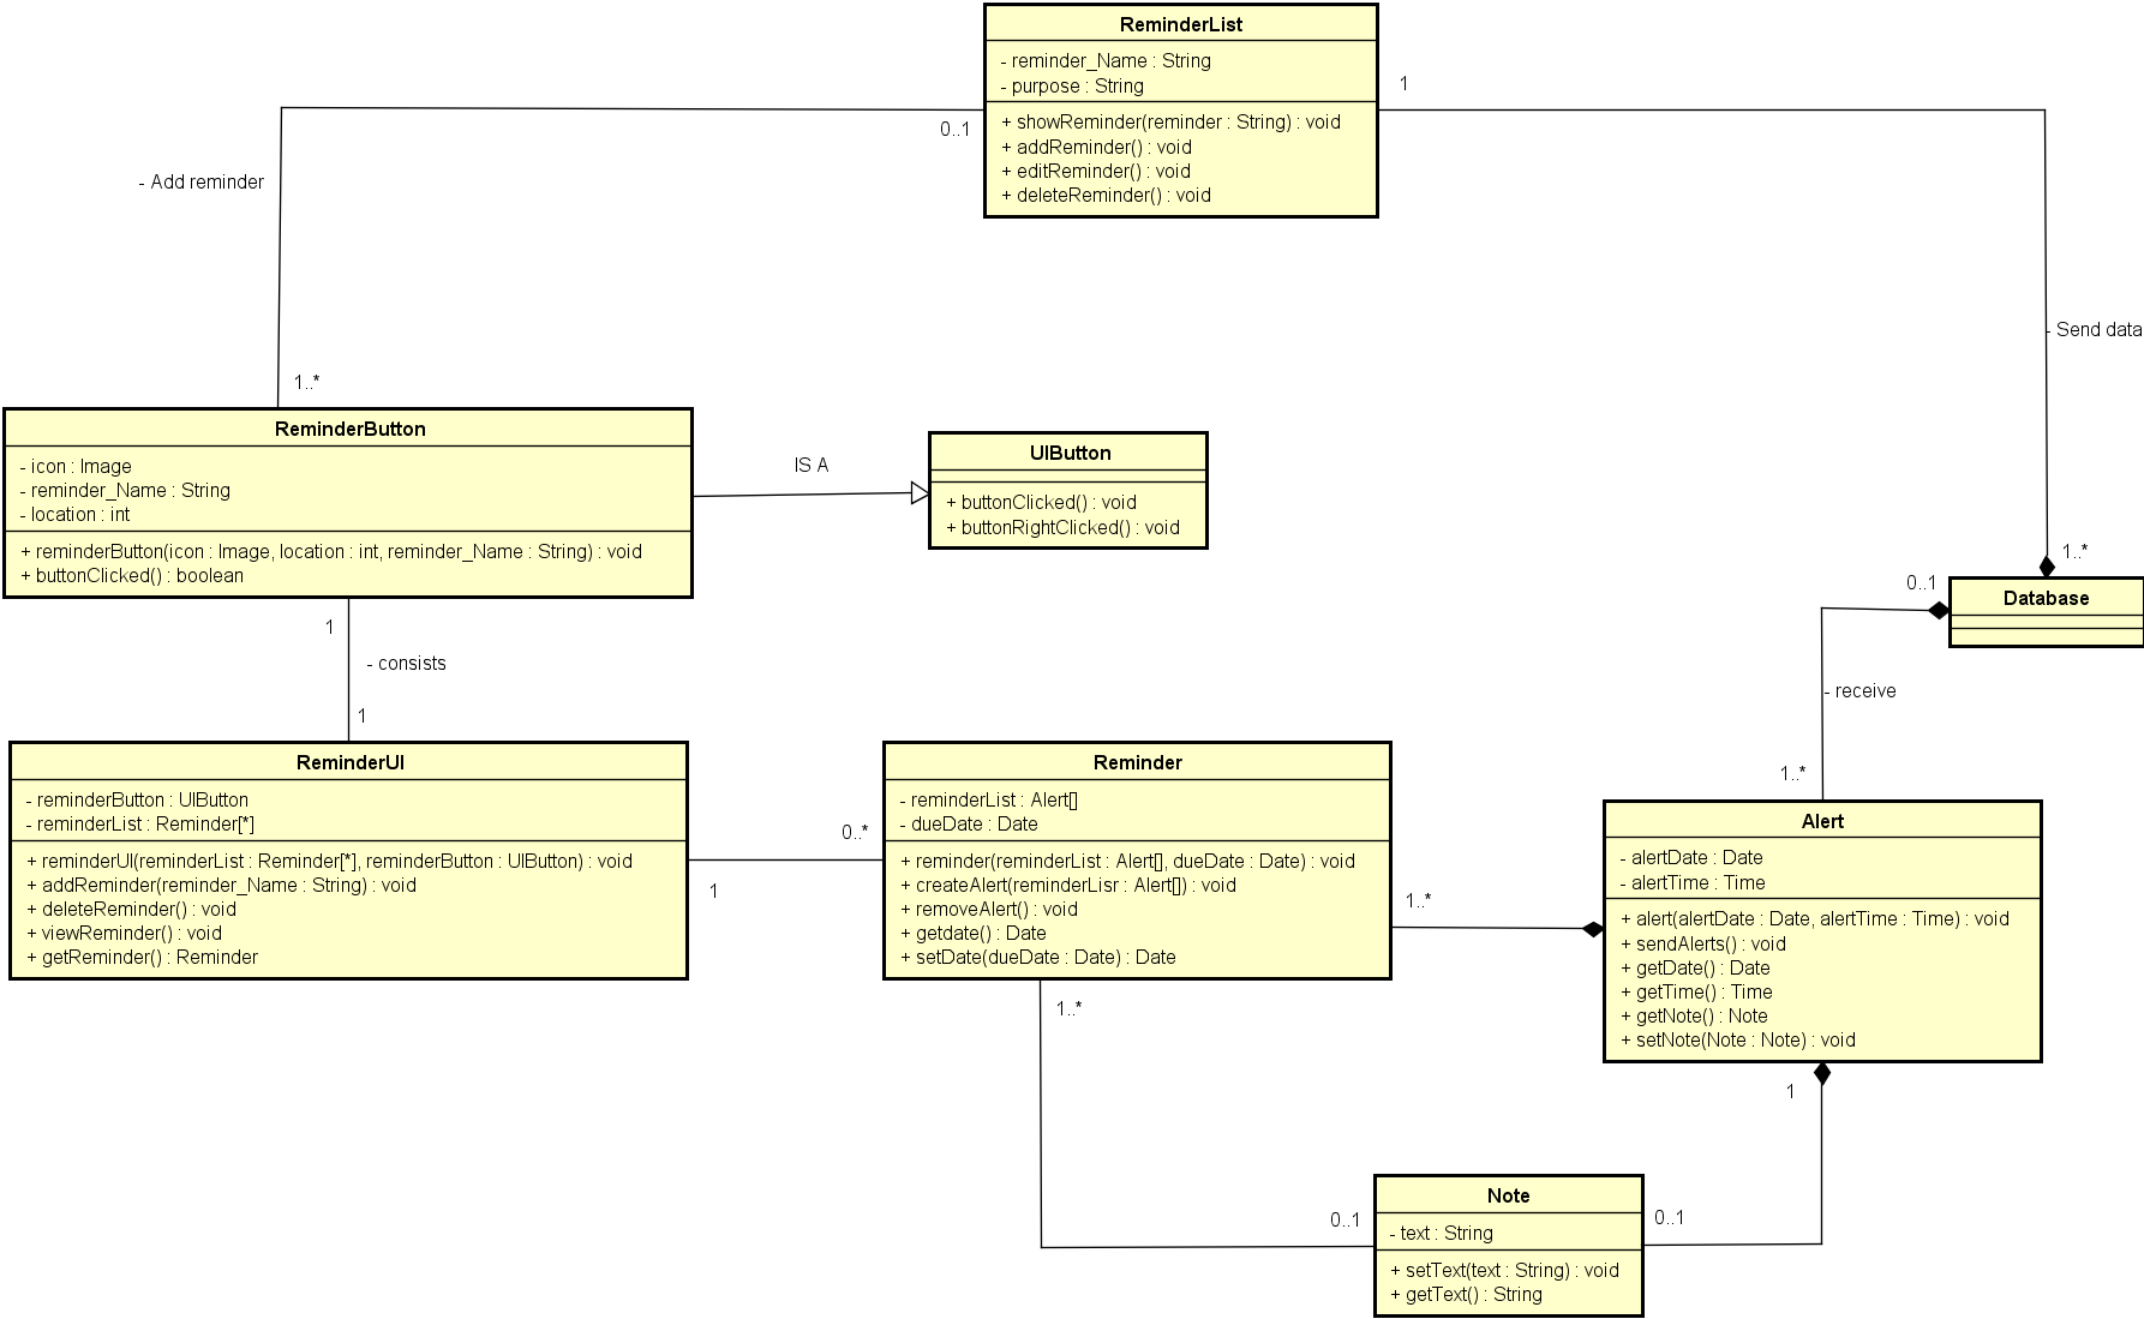 ReminderList
- reminder_Name : String
- purpose : String
+ showReminder(reminder : String) : void
+ addReminder() : void
+ editReminder() : void
+ deleteReminder() : void
1
0..1
- Add reminder
- Send data
1..*
ReminderButton
- icon : Image
- reminder_Name : String
- location : int
+ reminderButton(icon : Image, location : int, reminder_Name : String) : void
+ buttonClicked() : boolean
IS A
UIButton
+ buttonClicked() : void
+ buttonRightClicked() : void
1..*
0..1
Database
1
- consists
1
- receive
1..*
ReminderUI
- reminderButton : UIButton
- reminderList : Reminder[*]
+ reminderUI(reminderList : Reminder[*], reminderButton : UIButton) : void
+ addReminder(reminder_Name : String) : void
+ deleteReminder() : void
+ viewReminder() : void
+ getReminder() : Reminder
0..*
1
Reminder
- reminderList : Alert[]
- dueDate : Date
+ reminder(reminderList : Alert[], dueDate : Date) : void
+ createAlert(reminderLisr : Alert[]) : void
+ removeAlert() : void
+ getdate() : Date
+ setDate(dueDate : Date) : Date
1..*
Alert
- alertDate : Date
- alertTime : Time
+ alert(alertDate : Date, alertTime : Time) : void
+ sendAlerts() : void
+ getDate() : Date
+ getTime() : Time
+ getNote() : Note
+ setNote(Note : Note) : void
1..*
1
0..1
0..1
Note
- text : String
+ setText(text : String) : void
+ getText() : String